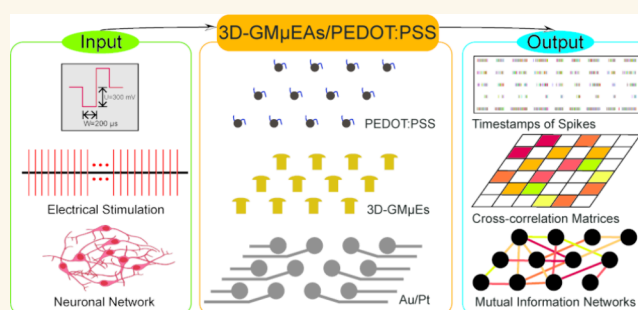 Input
3D-GMμEAs/PEDOT:PSS
Output
U=300 mV
W=200 μs
Electrical Stimulation
Neuronal Network
PEDOT:PSS
3D-GMμEs
Au/Pt
Timestamps of Spikes
Cross-correlation Matrices
Mutual Information Networks